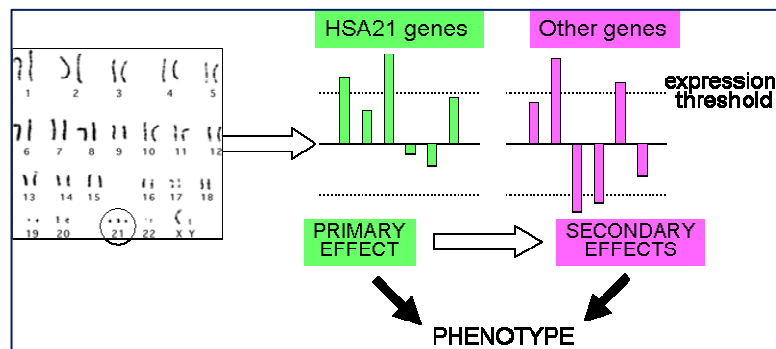 HSA21 genes
Other genes
expression
threshold
1 2 3 4 5
6 7 8 9 10 11 12
13 14 15 16 17 18
19 20 21 22 X Y
PRIMARY
EFFECT
SECONDARY
EFFECTS
PHENOTYPE